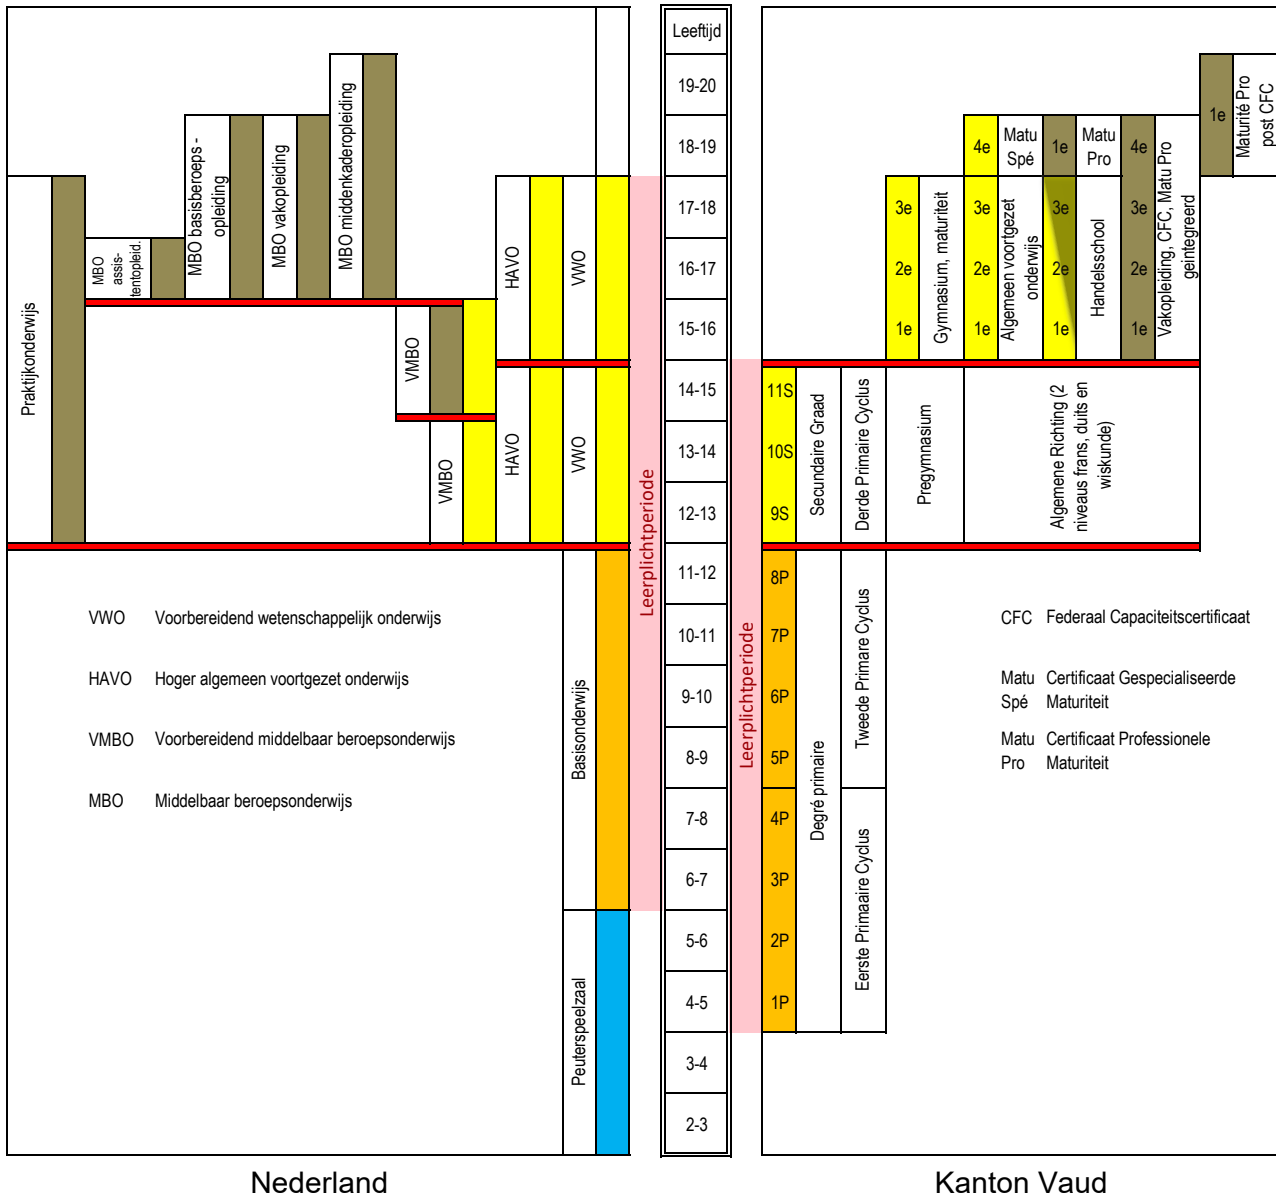 Leeftijd
19-20
18-19
17-18
16-17
15-16
14-15
13-14
12-13
11-12
10-11
9-10
8-9
7-8
6-7
5-6
4-5
3-4
2-3
Praktijkonderwijs
MBO
assis-
tentopleid.
MBO basisberoeps -
opleiding
MBO vakopleiding
MBO middenkaderopleiding
VMBO
VMBO
HAVO
VWO
HAVO
VWO
Basisonderwijs
Peuterspeelzaal
Leerplichtperiode
VWO Voorbereidend wetenschappelijk onderwijs
HAVO Hoger algemeen voortgezet onderwijs
VMBO Voorbereidend middelbaar beroepsonderwijs
MBO Middelbaar beroepsonderwijs
Nederland
Leerplichtperiode
1e
Maturité Pro
post CFC
4e
Matu
Spé
1e
Matu
Pro
4e
3e
2e
1e
Gymnasium, maturiteit
3e
2e
1e
Algemeen voortgezet
onderwijs
3e
2e
1e
Handelsschool
3e
2e
1e
Vakopleiding, CFC, Matu Pro
geintegreerd
11S
10S
9S
Secundaire Graad
Derde Primaire Cyclus
Pregymnasium
Algemene Richting (2
niveaus frans, duits en
wiskunde)
8P
7P
6P
5P
4P
3P
2P
1P
Degré primaire
Tweede Primare Cyclus
Eerste Primaaire Cyclus
CFC Federaal Capaciteitscertificaat
Matu Certificaat Gespecialiseerde
Spé Maturiteit
Matu Certificaat Professionele
Pro Maturiteit
Kanton Vaud